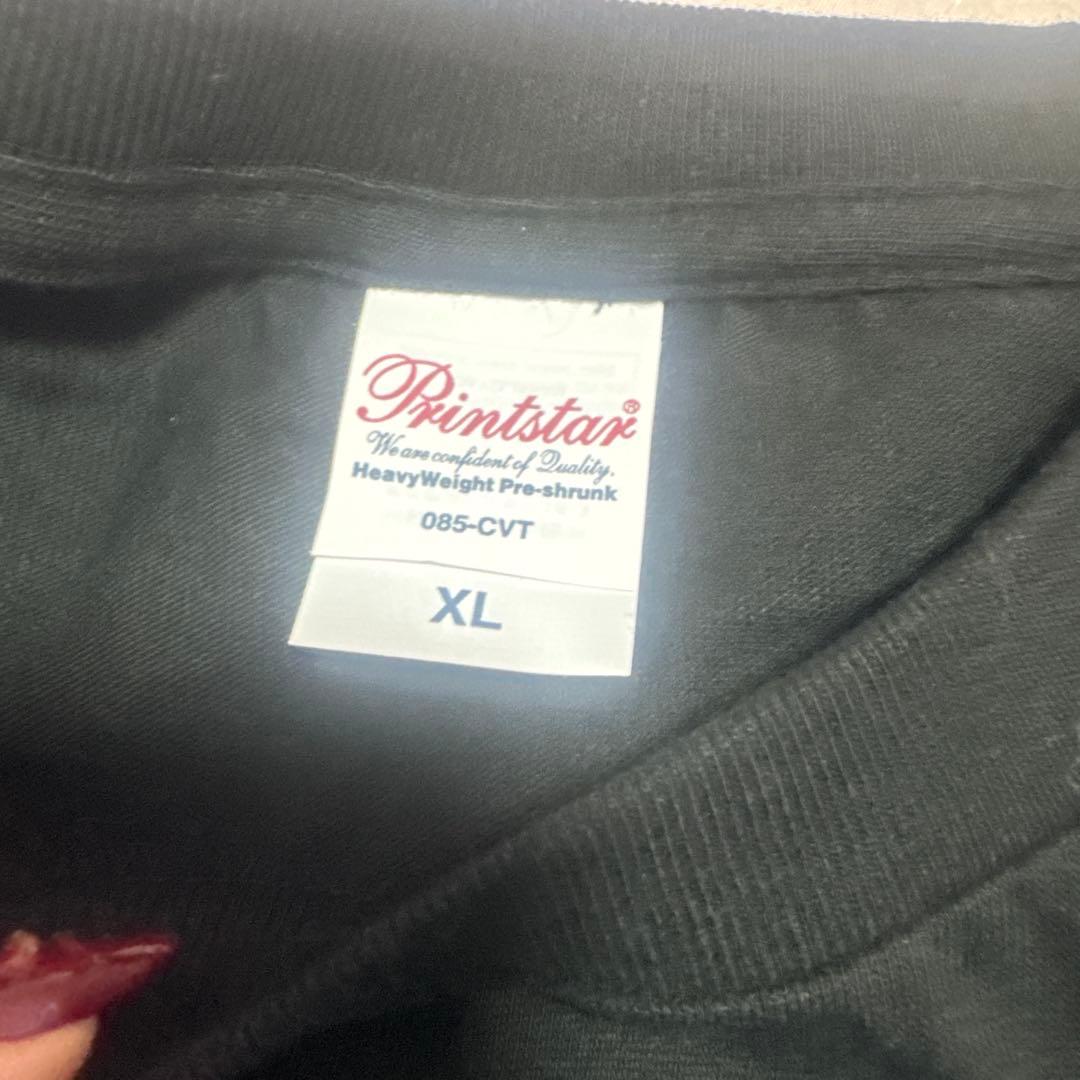 Printstar®
We are confident of Quality.
HeavyWeight Pre-shrunk
085-CVT
XL